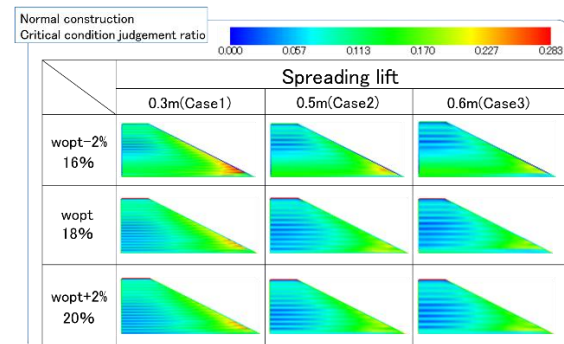 Normal construction
Critical condition judgement ratio
0.000 0.057 0.113 0.170 0.227 0.283
Spreading lift
0.3m(Case1) 0.5m(Case2) 0.6m(Case3)
wopt-2%
16%
wopt
18%
wopt+2%
20%